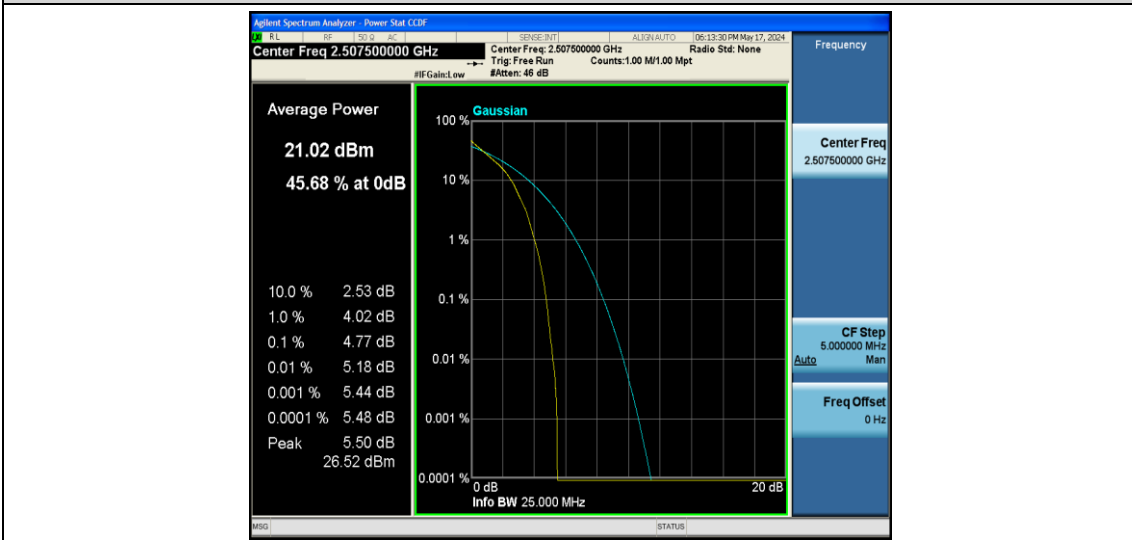 Agilent Spectrum Analyzer - Power Stat CCDF
LXI RL RF 50 Ω AC SENSE:INT ALIGNAUTO 06:13:30 PM May 17, 2024
Center Freq 2.507500000 GHz
Center Freq: 2.507500000 GHz Radio Std: None
Trig: Free Run Counts:1.00 M/1.00 Mpt
#IFGain:Low #Atten: 46 dB
Frequency
Average Power
21.02 dBm
45.68 % at 0dB
10.0 % 2.53 dB
1.0 % 4.02 dB
0.1 % 4.77 dB
0.01 % 5.18 dB
0.001 % 5.44 dB
0.0001 % 5.48 dB
Peak 5.50 dB
26.52 dBm
Gaussian
100 %
10 %
1 %
0.1 %
0.01 %
0.001 %
0.0001 %
0 dB 20 dB
Info BW 25.000 MHz
Center Freq
2.507500000 GHz
CF Step
5.000000 MHz
Auto Man
Freq Offset
0 Hz
MSG STATUS